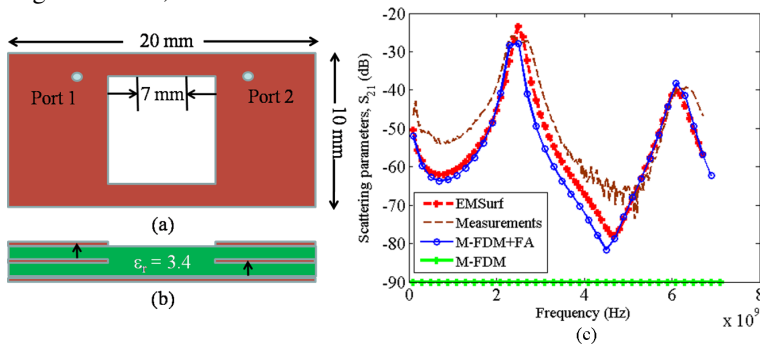 20 mm
Port 1
7 mm
Port 2
10 mm
(a)
εr = 3.4
(b)
Scattering parameters, S21 (dB)
-20
-30
-40
-50
-60
-70
-80
-90
EMSurf
Measurements
M-FDM+FA
M-FDM
0 2 4 6 8
x 10^9
Frequency (Hz)
(c)